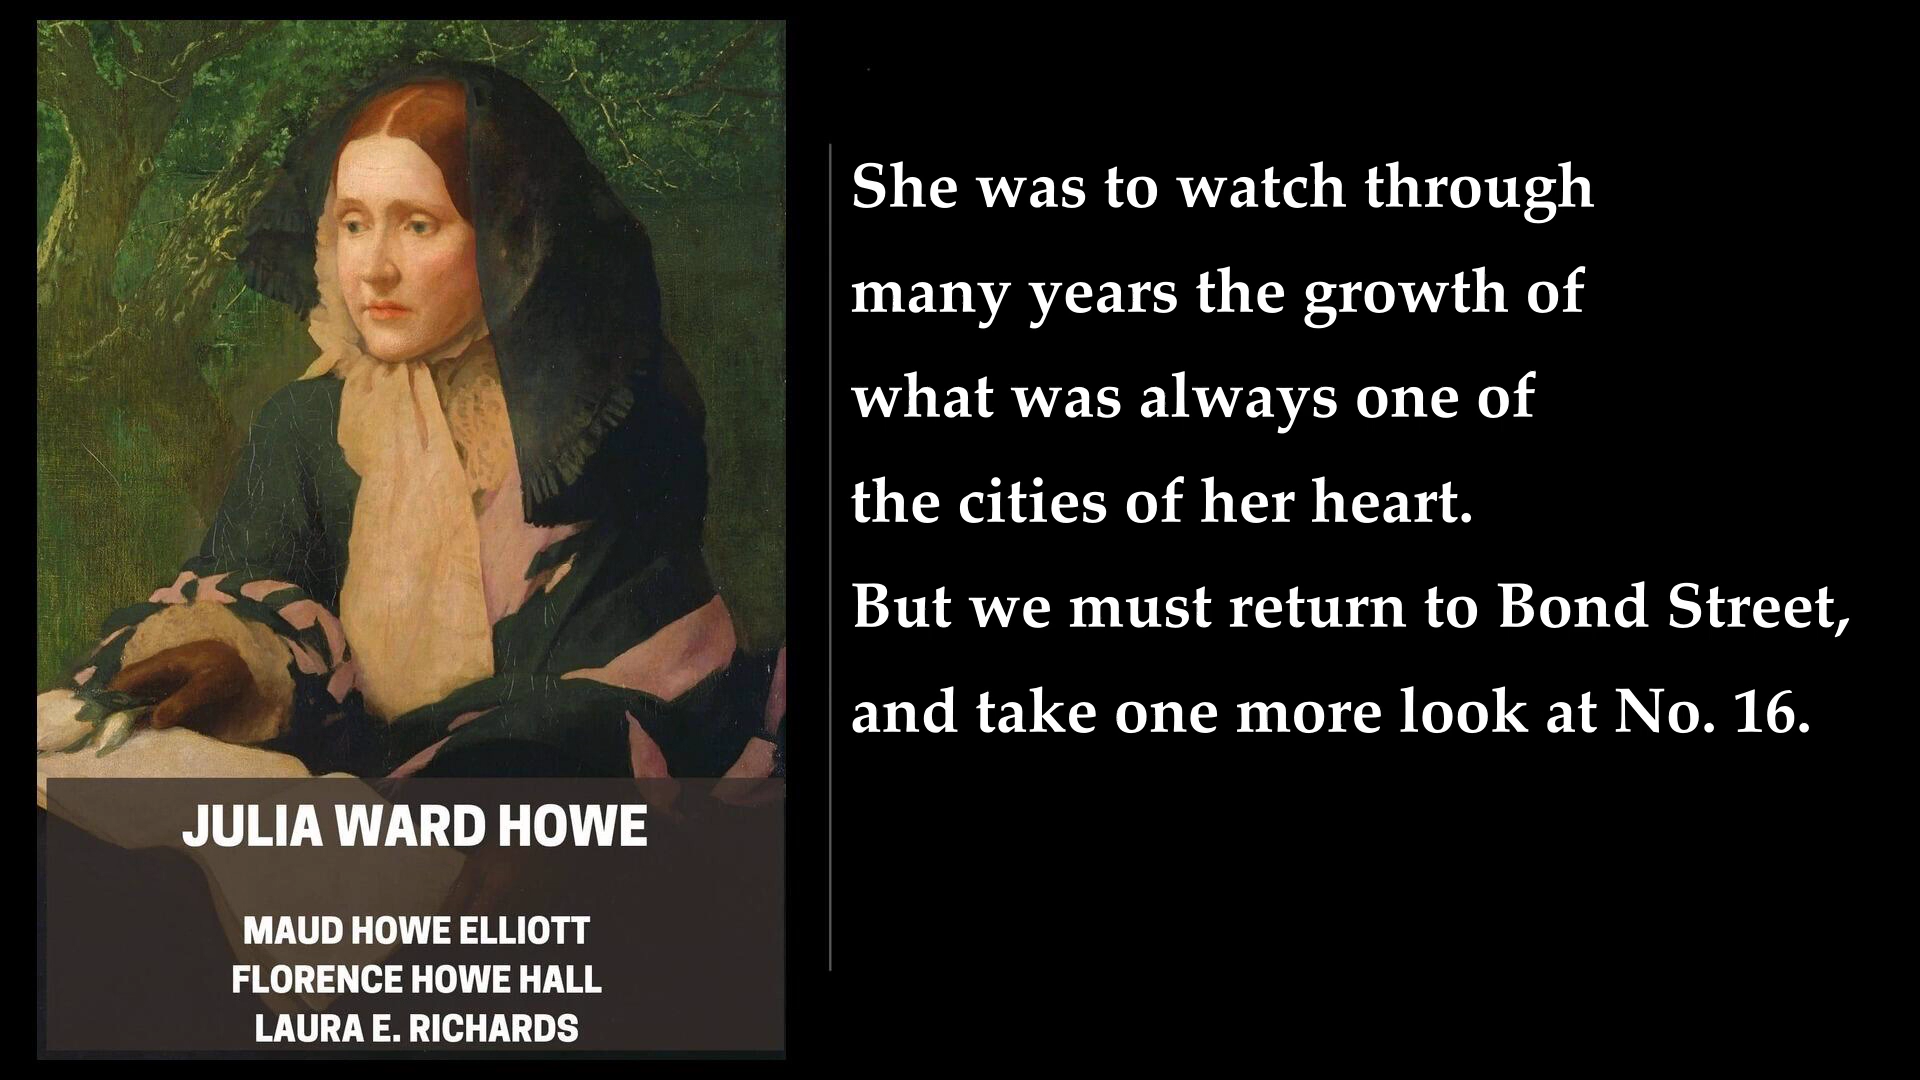 JULIA WARD HOWE
MAUD HOWE ELLIOTT
FLORENCE HOWE HALL
LAURA E. RICHARDS
She was to watch through
many years the growth of
what was always one of
the cities of her heart.
But we must return to Bond Street,
and take one more look at No. 16.